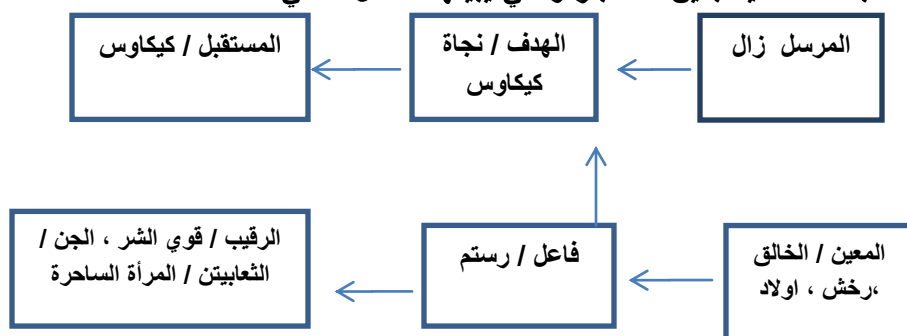 المرسل زال
الهدف / نجاة
كيكاوس
المستقبل / كيكاوس
المعين / الخالق
،رخش ، اولاد
فاعل / رستم
الرقيب / قوي الشر ، الجن /
الثعابيتن / المرأة الساحرة